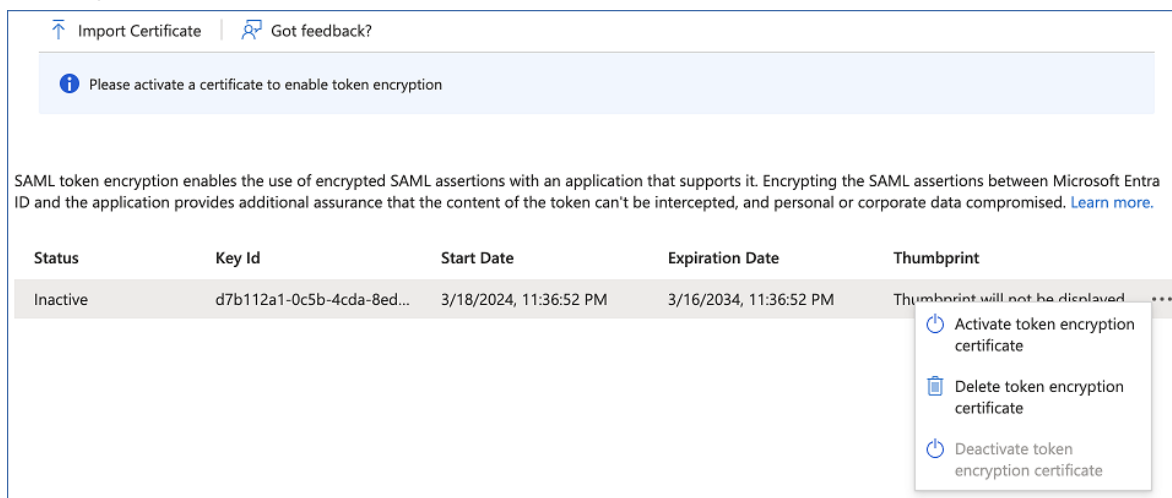 Import Certificate
Got feedback?
Please activate a certificate to enable token encryption
SAML token encryption enables the use of encrypted SAML assertions with an application that supports it. Encrypting the SAML assertions between Microsoft Entra
ID and the application provides additional assurance that the content of the token can't be intercepted, and personal or corporate data compromised. Learn more.
Status Key Id Start Date Expiration Date Thumbprint
Inactive d7b112a1-0c5b-4cda-8ed... 3/18/2024, 11:36:52 PM 3/16/2034, 11:36:52 PM Thumbprint will not be displayed
Activate token encryption
certificate
Delete token encryption
certificate
Deactivate token
encryption certificate